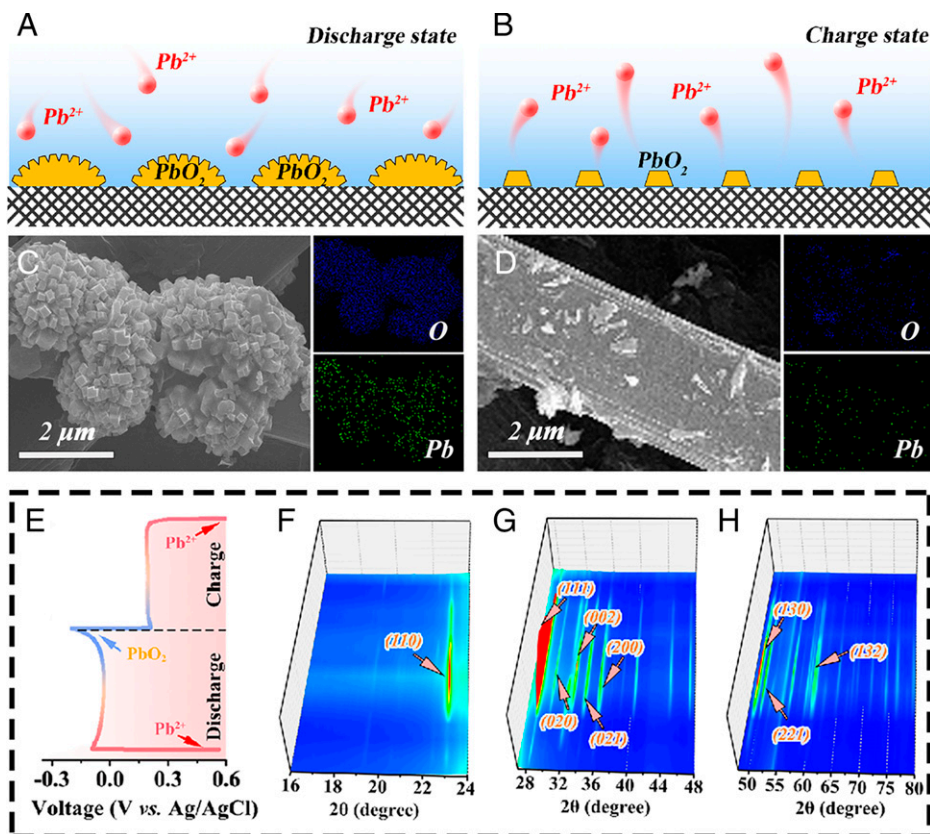 A
Discharge state
Pb²⁺
Pb²⁺
Pb²⁺
PbO₂
PbO₂
B
Charge state
Pb²⁺
Pb²⁺
Pb²⁺
PbO₂
C
2 μm
O
Pb
D
2 μm
O
Pb
E
Pb²⁺
Charge
PbO₂
Discharge
Pb²⁺
-0.3 0.0 0.3 0.6
Voltage (V vs. Ag/AgCl)
F
(110)
16 18 20 22 24
2θ (degree)
G
(111)
(002)
(200)
(020)
(021)
28 32 36 40 44 48
2θ (degree)
H
(130)
(132)
(221)
50 55 60 65 70 75 80
2θ (degree)